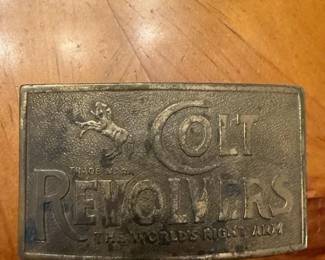 COLT
TRADE MARK
REVOLVERS
THE WORLD'S RIGHT ARM